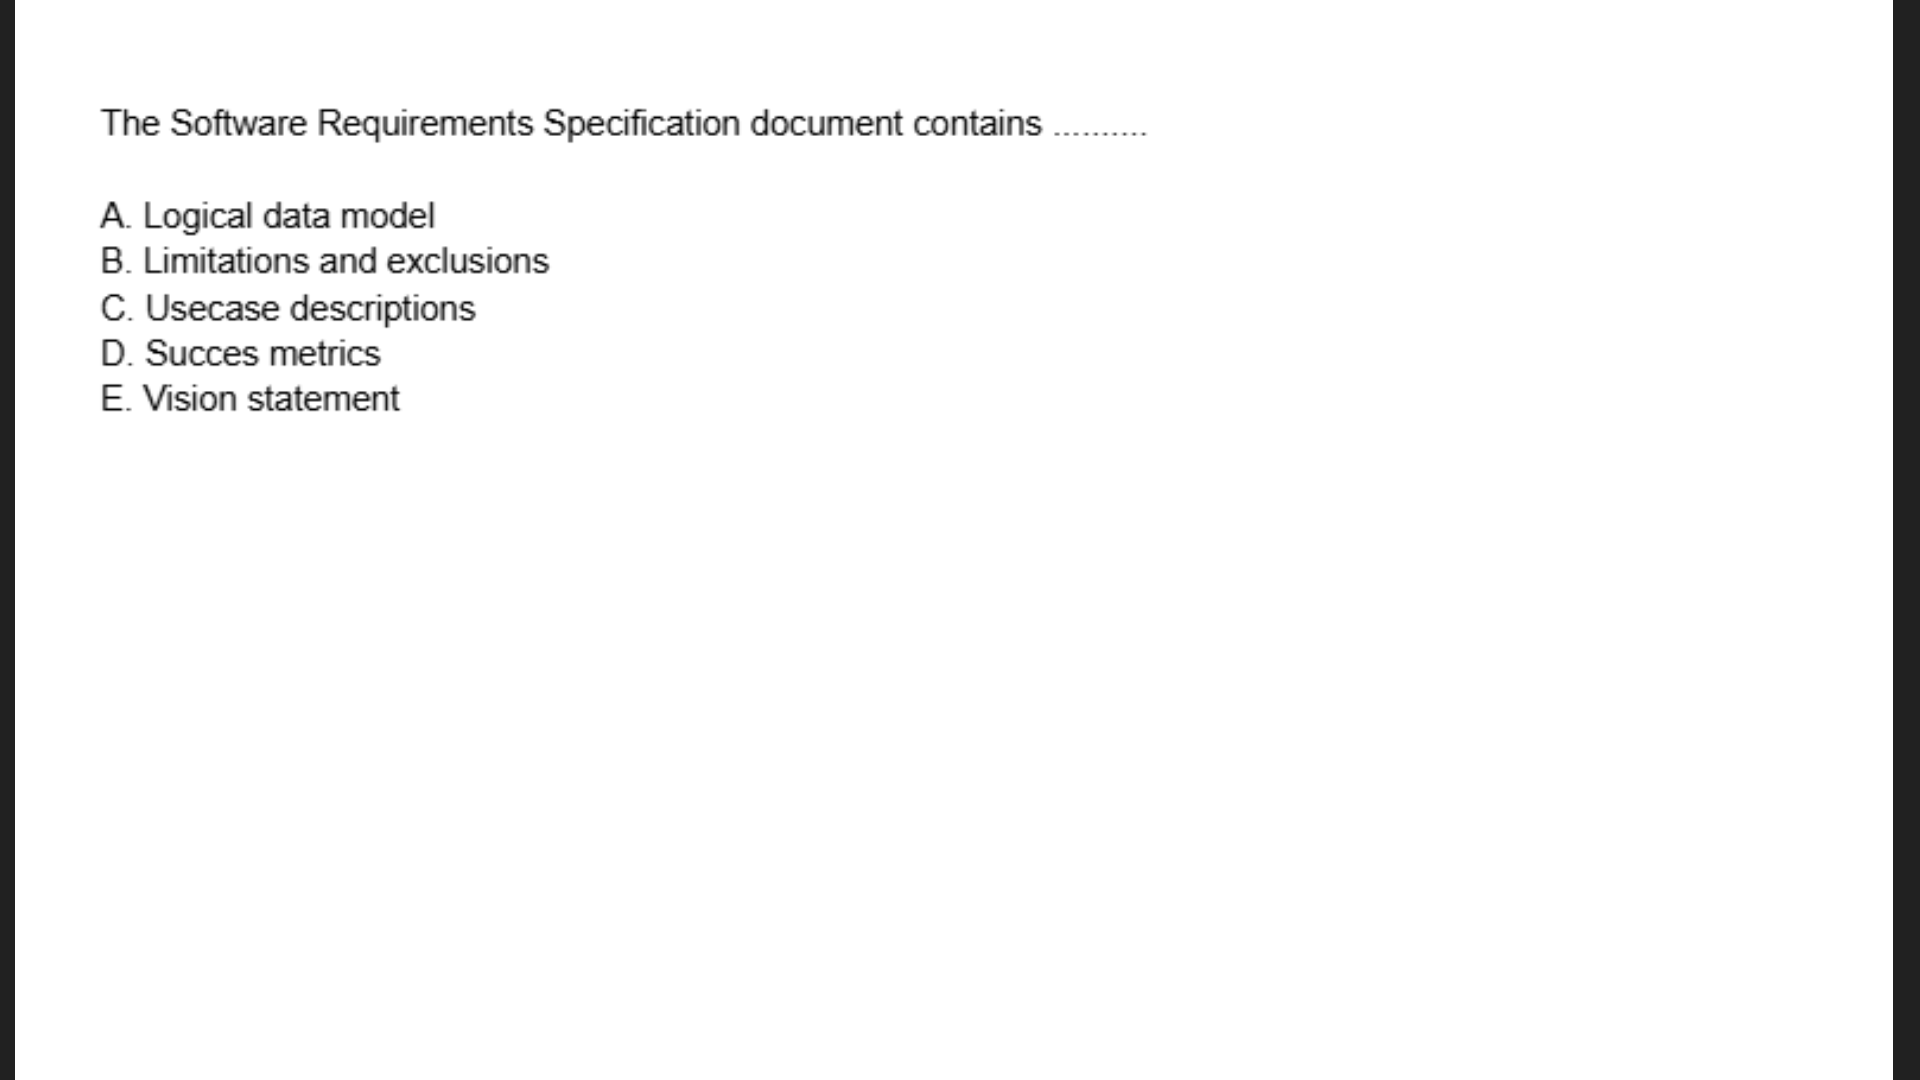 The Software Requirements Specification document contains ..........
A. Logical data model
B. Limitations and exclusions
C. Usecase descriptions
D. Succes metrics
E. Vision statement